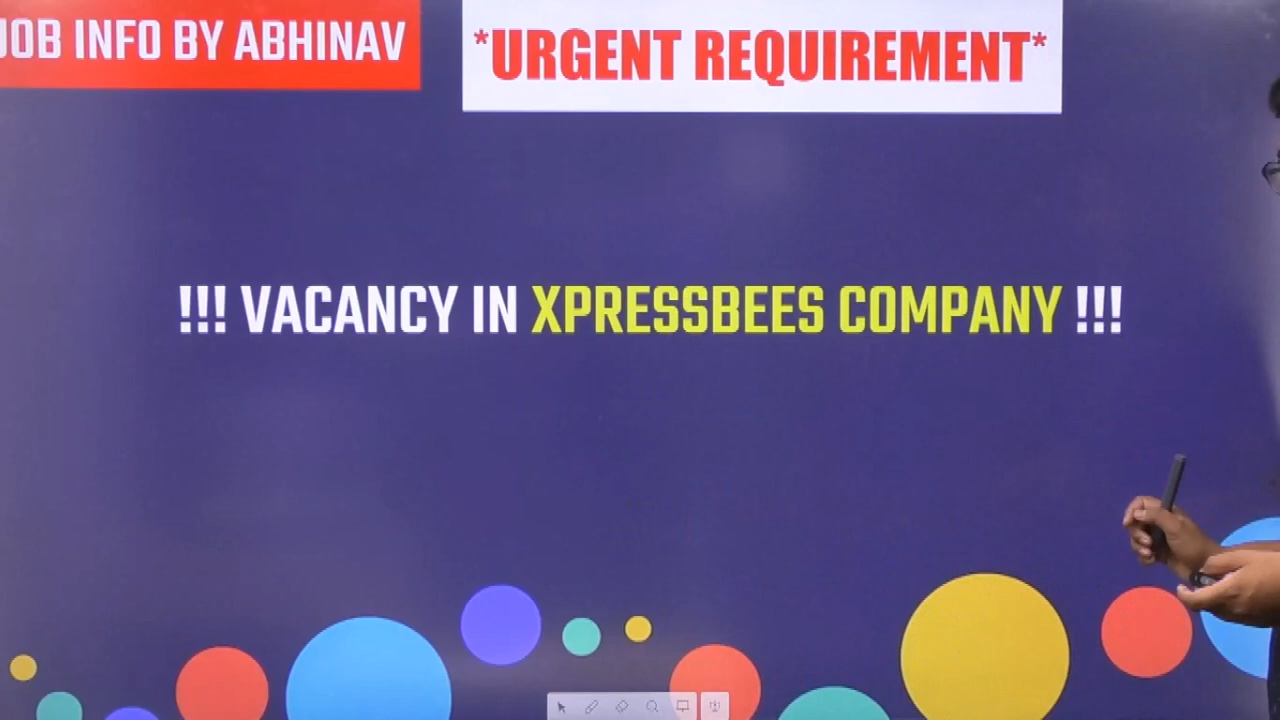 JOB INFO BY ABHINAV
*URGENT REQUIREMENT*
!!! VACANCY IN XPRESSBEES COMPANY !!!